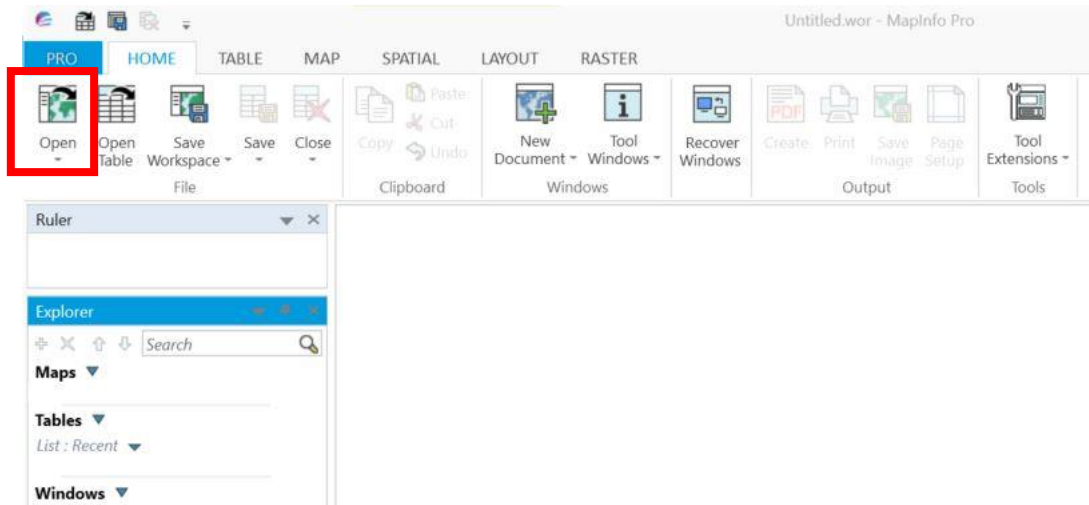 Untitled.wor - MapInfo Pro
PRO HOME TABLE MAP SPATIAL LAYOUT RASTER
Open
Open Table
Save Workspace
Save
Close
File
Copy
Paste
Cut
Undo
Clipboard
New Document
Tool Windows
Windows
Recover Windows
PDF
Create
Print
Save Image
Page Setup
Output
Tool Extensions
Tools
Ruler
Explorer
Search
Maps
Tables
List : Recent
Windows